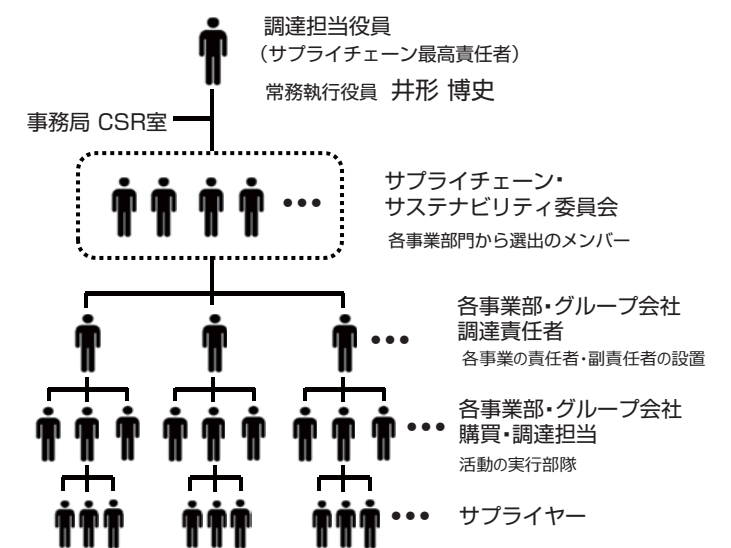 調達担当役員
（サプライチェーン最高責任者）
常務執行役員 井形 博史
事務局 CSR室
サプライチェーン・
サステナビリティ委員会
各事業部門から選出のメンバー
各事業部・グループ会社
調達責任者
各事業の責任者・副責任者の設置
各事業部・グループ会社
購買・調達担当
活動の実行部隊
サプライヤー